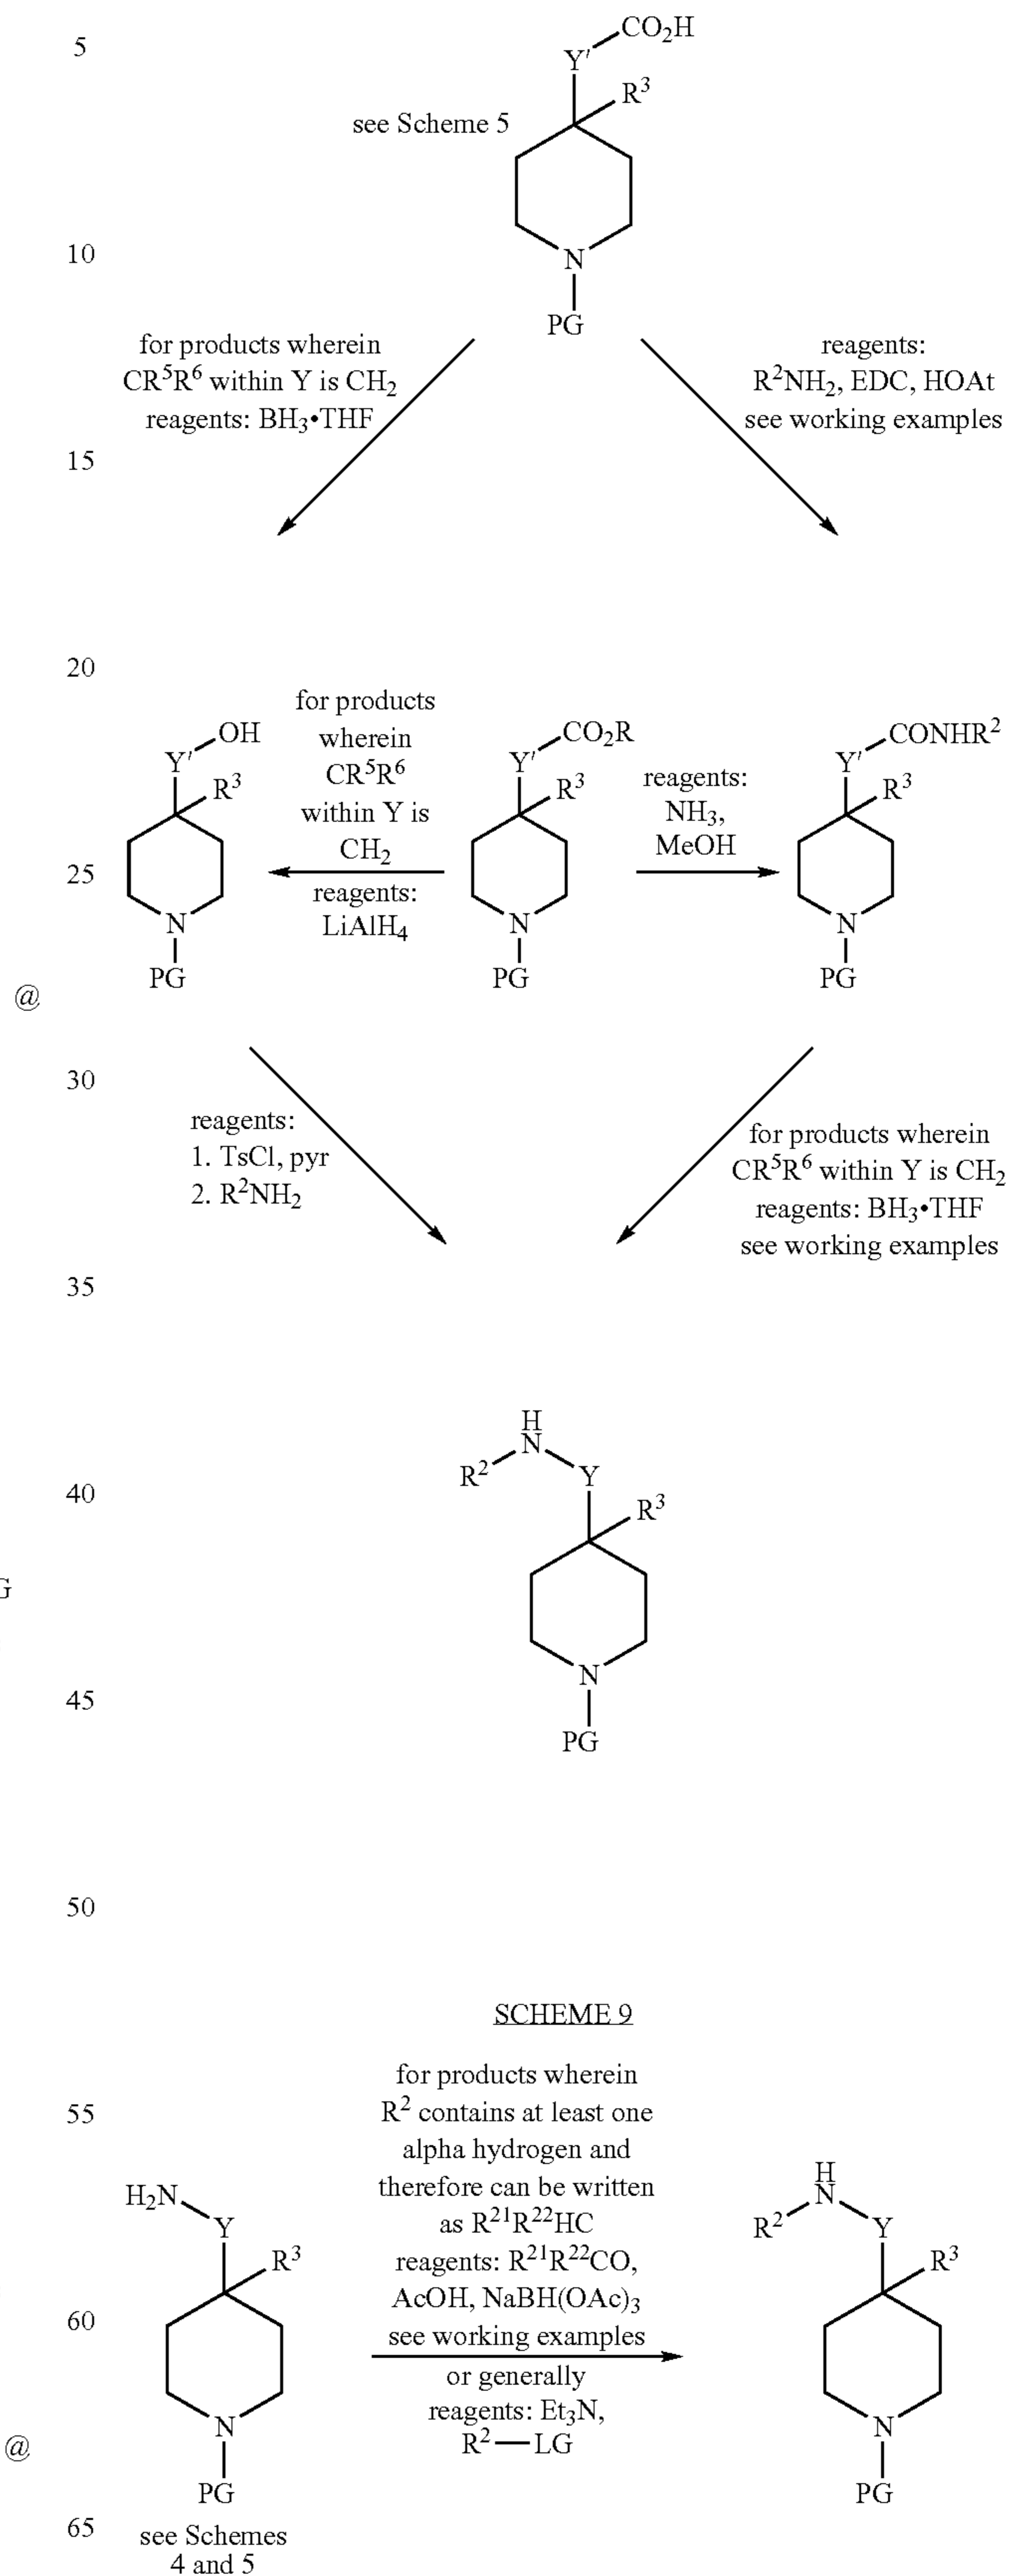 5
CO₂H
Y′
R³
see Scheme 5
10
N
PG
for products wherein
CR⁵R⁶ within Y is CH₂
reagents: BH₃•THF
reagents:
R²NH₂, EDC, HOAt
see working examples
15
20
for products
wherein
CR⁵R⁶
within Y is
CH₂
reagents:
LiAlH₄
OH
Y′
R³
N
PG
CO₂R
Y′
R³
N
PG
reagents:
NH₃,
MeOH
CONHR²
Y′
R³
N
PG
25
@
30
reagents:
1. TsCl, pyr
2. R²NH₂
for products wherein
CR⁵R⁶ within Y is CH₂
reagents: BH₃•THF
see working examples
35
H
N
R²
Y
40
R³
G
N
45
PG
50
SCHEME 9
for products wherein
R² contains at least one
alpha hydrogen and
therefore can be written
as R²¹R²²HC
reagents: R²¹R²²CO,
AcOH, NaBH(OAc)₃
see working examples
or generally
reagents: Et₃N,
R²—LG
55
H₂N
Y
R³
60
N
@
PG
H
N
R²
Y
R³
N
PG
65
see Schemes
4 and 5